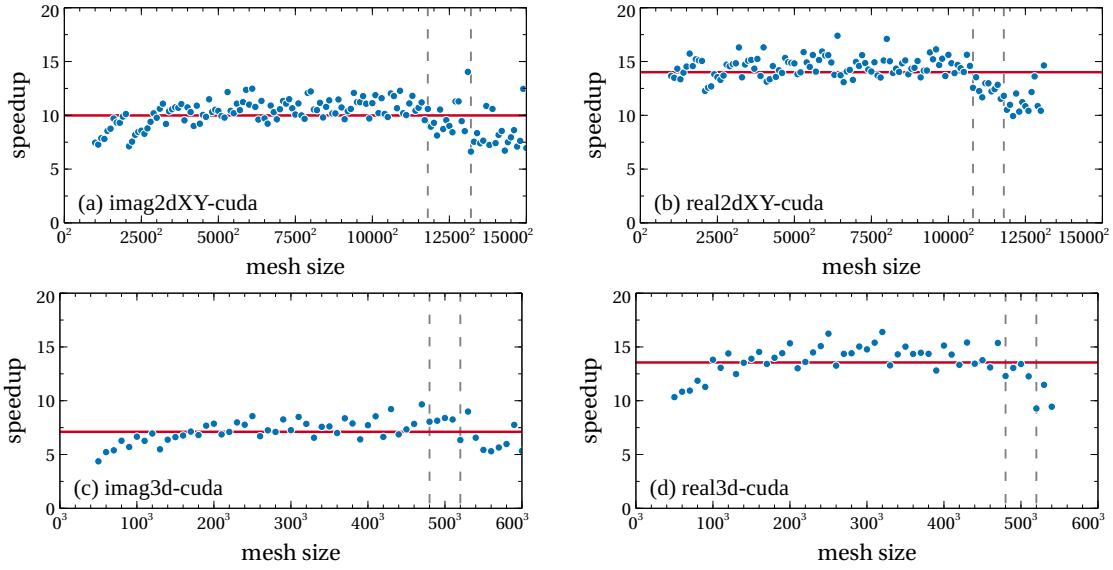 20
15
10
5
0
speedup
(a) imag2dXY-cuda
0² 2500² 5000² 7500² 10000² 12500² 15000²
mesh size
20
15
10
5
0
speedup
(b) real2dXY-cuda
0² 2500² 5000² 7500² 10000² 12500² 15000²
mesh size
20
15
10
5
0
speedup
(c) imag3d-cuda
0³ 100³ 200³ 300³ 400³ 500³ 600³
mesh size
20
15
10
5
0
speedup
(d) real3d-cuda
0³ 100³ 200³ 300³ 400³ 500³ 600³
mesh size